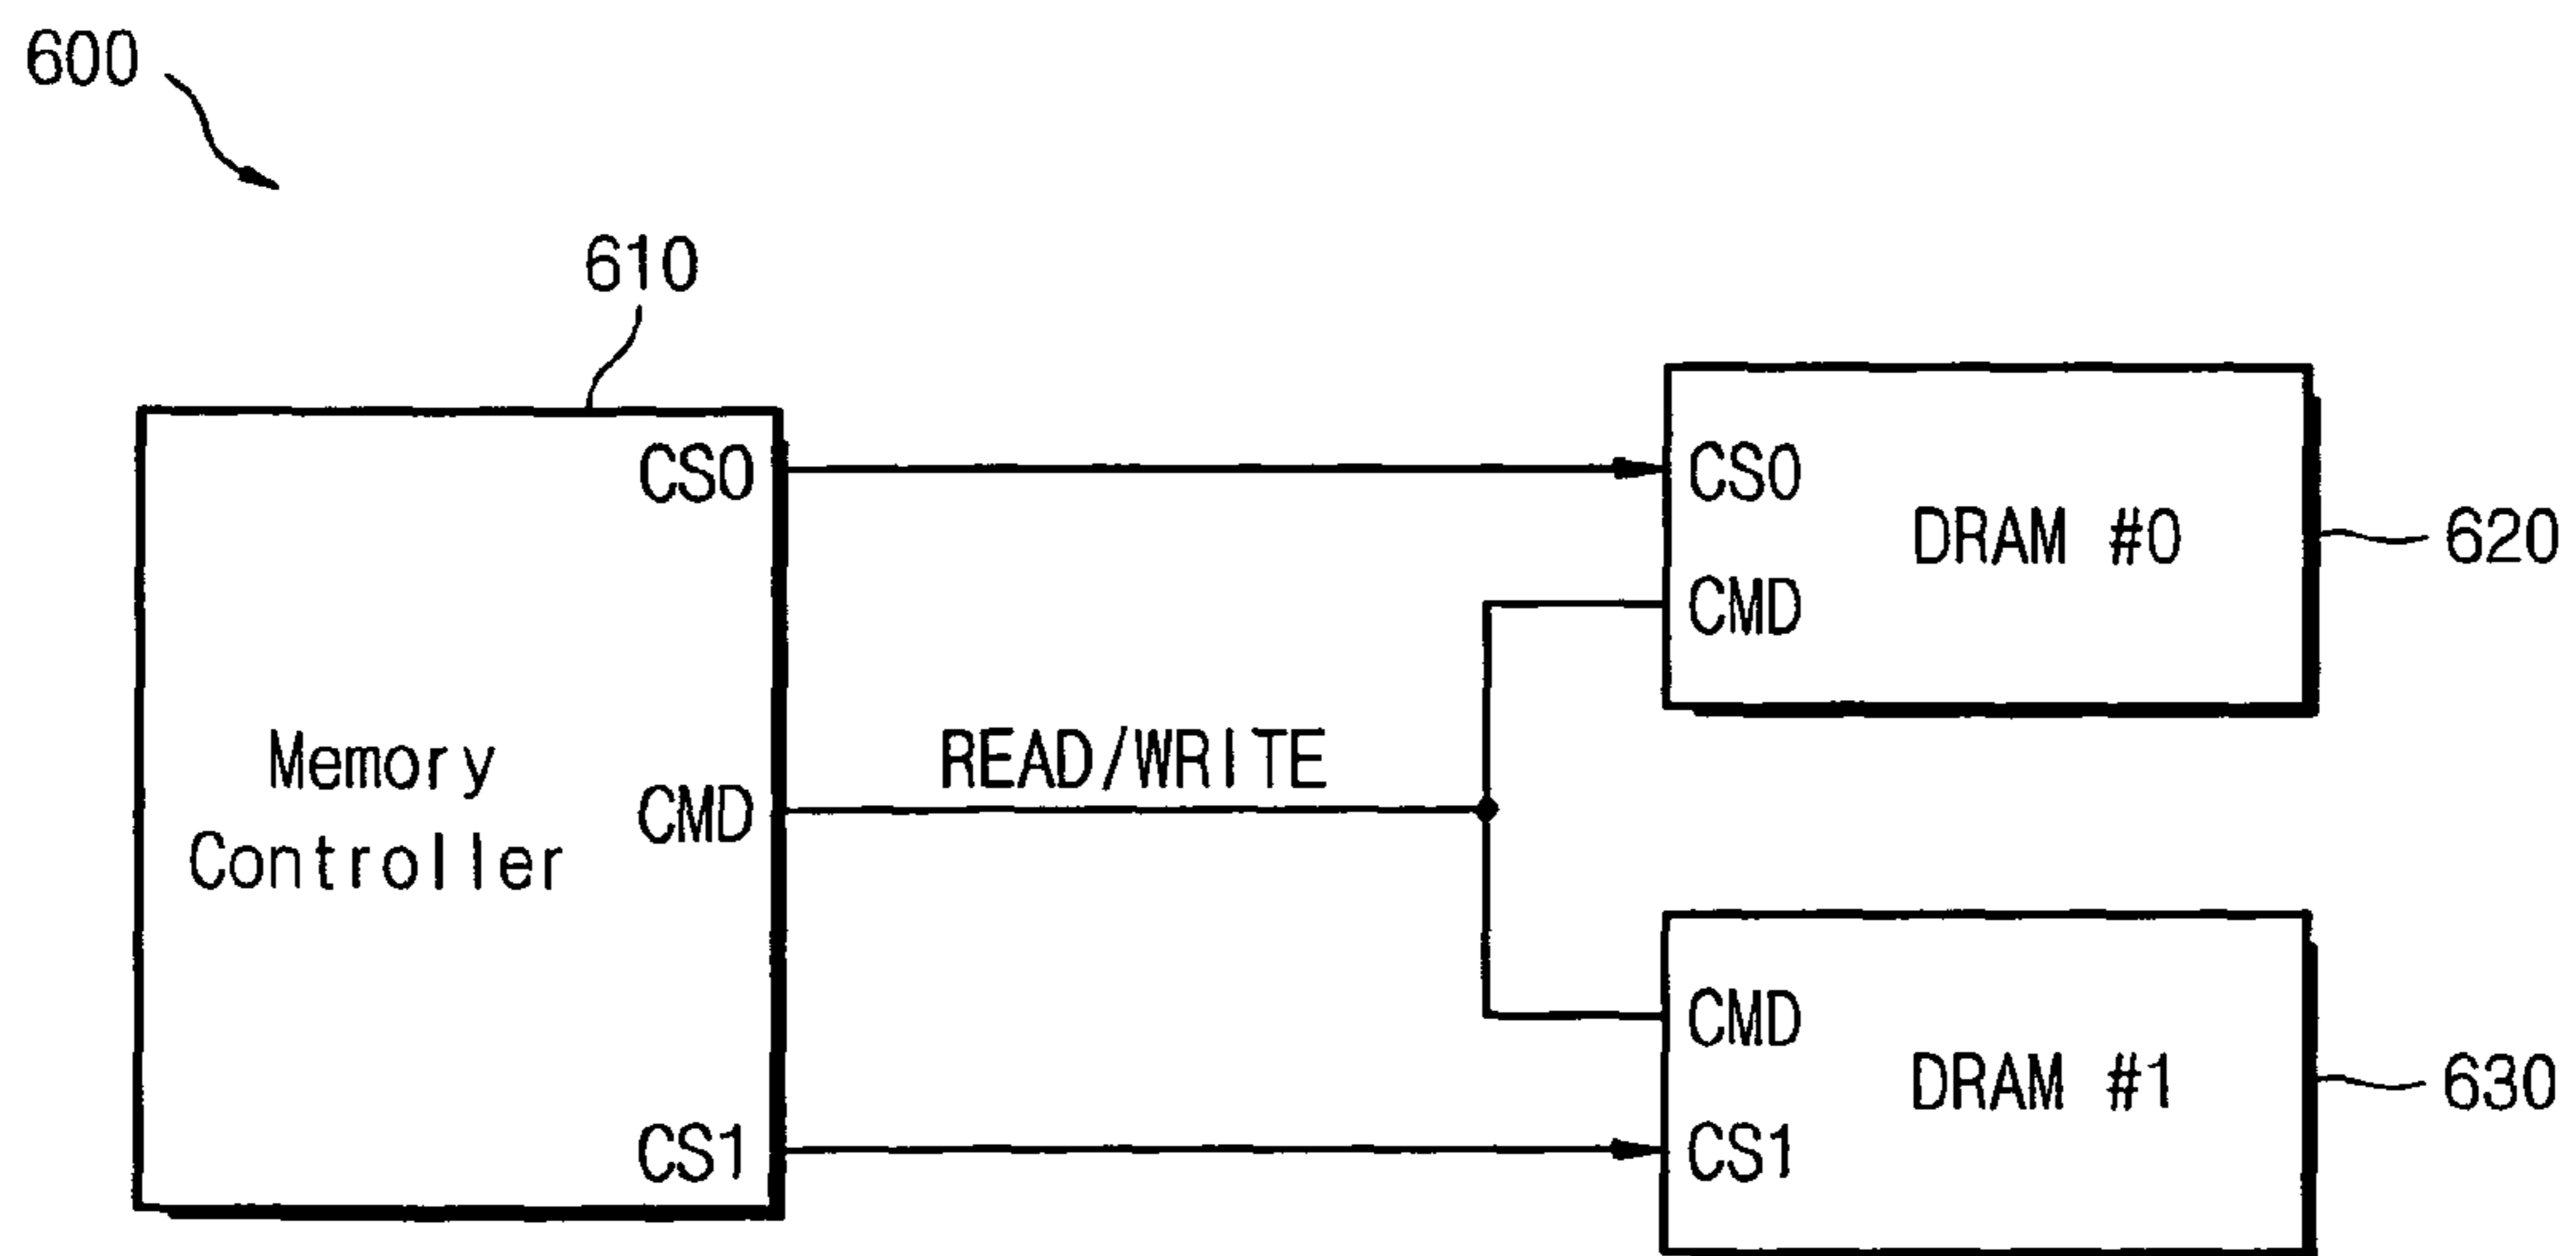 600
610
CS0
CS0
DRAM #0
620
CMD
READ/WRITE
Memory
Controller
CMD
CMD
DRAM #1
630
CS1
CS1